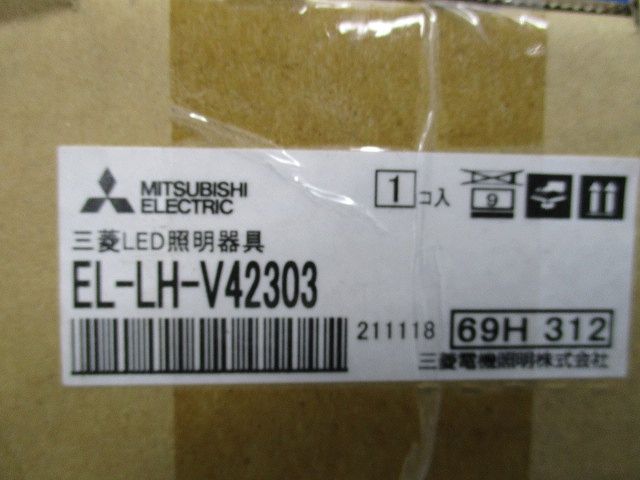 MITSUBISHI
ELECTRIC
1 コ入
9
三菱LED照明器具
EL-LH-V42303
211118
69H 312
三菱電機照明株式会社